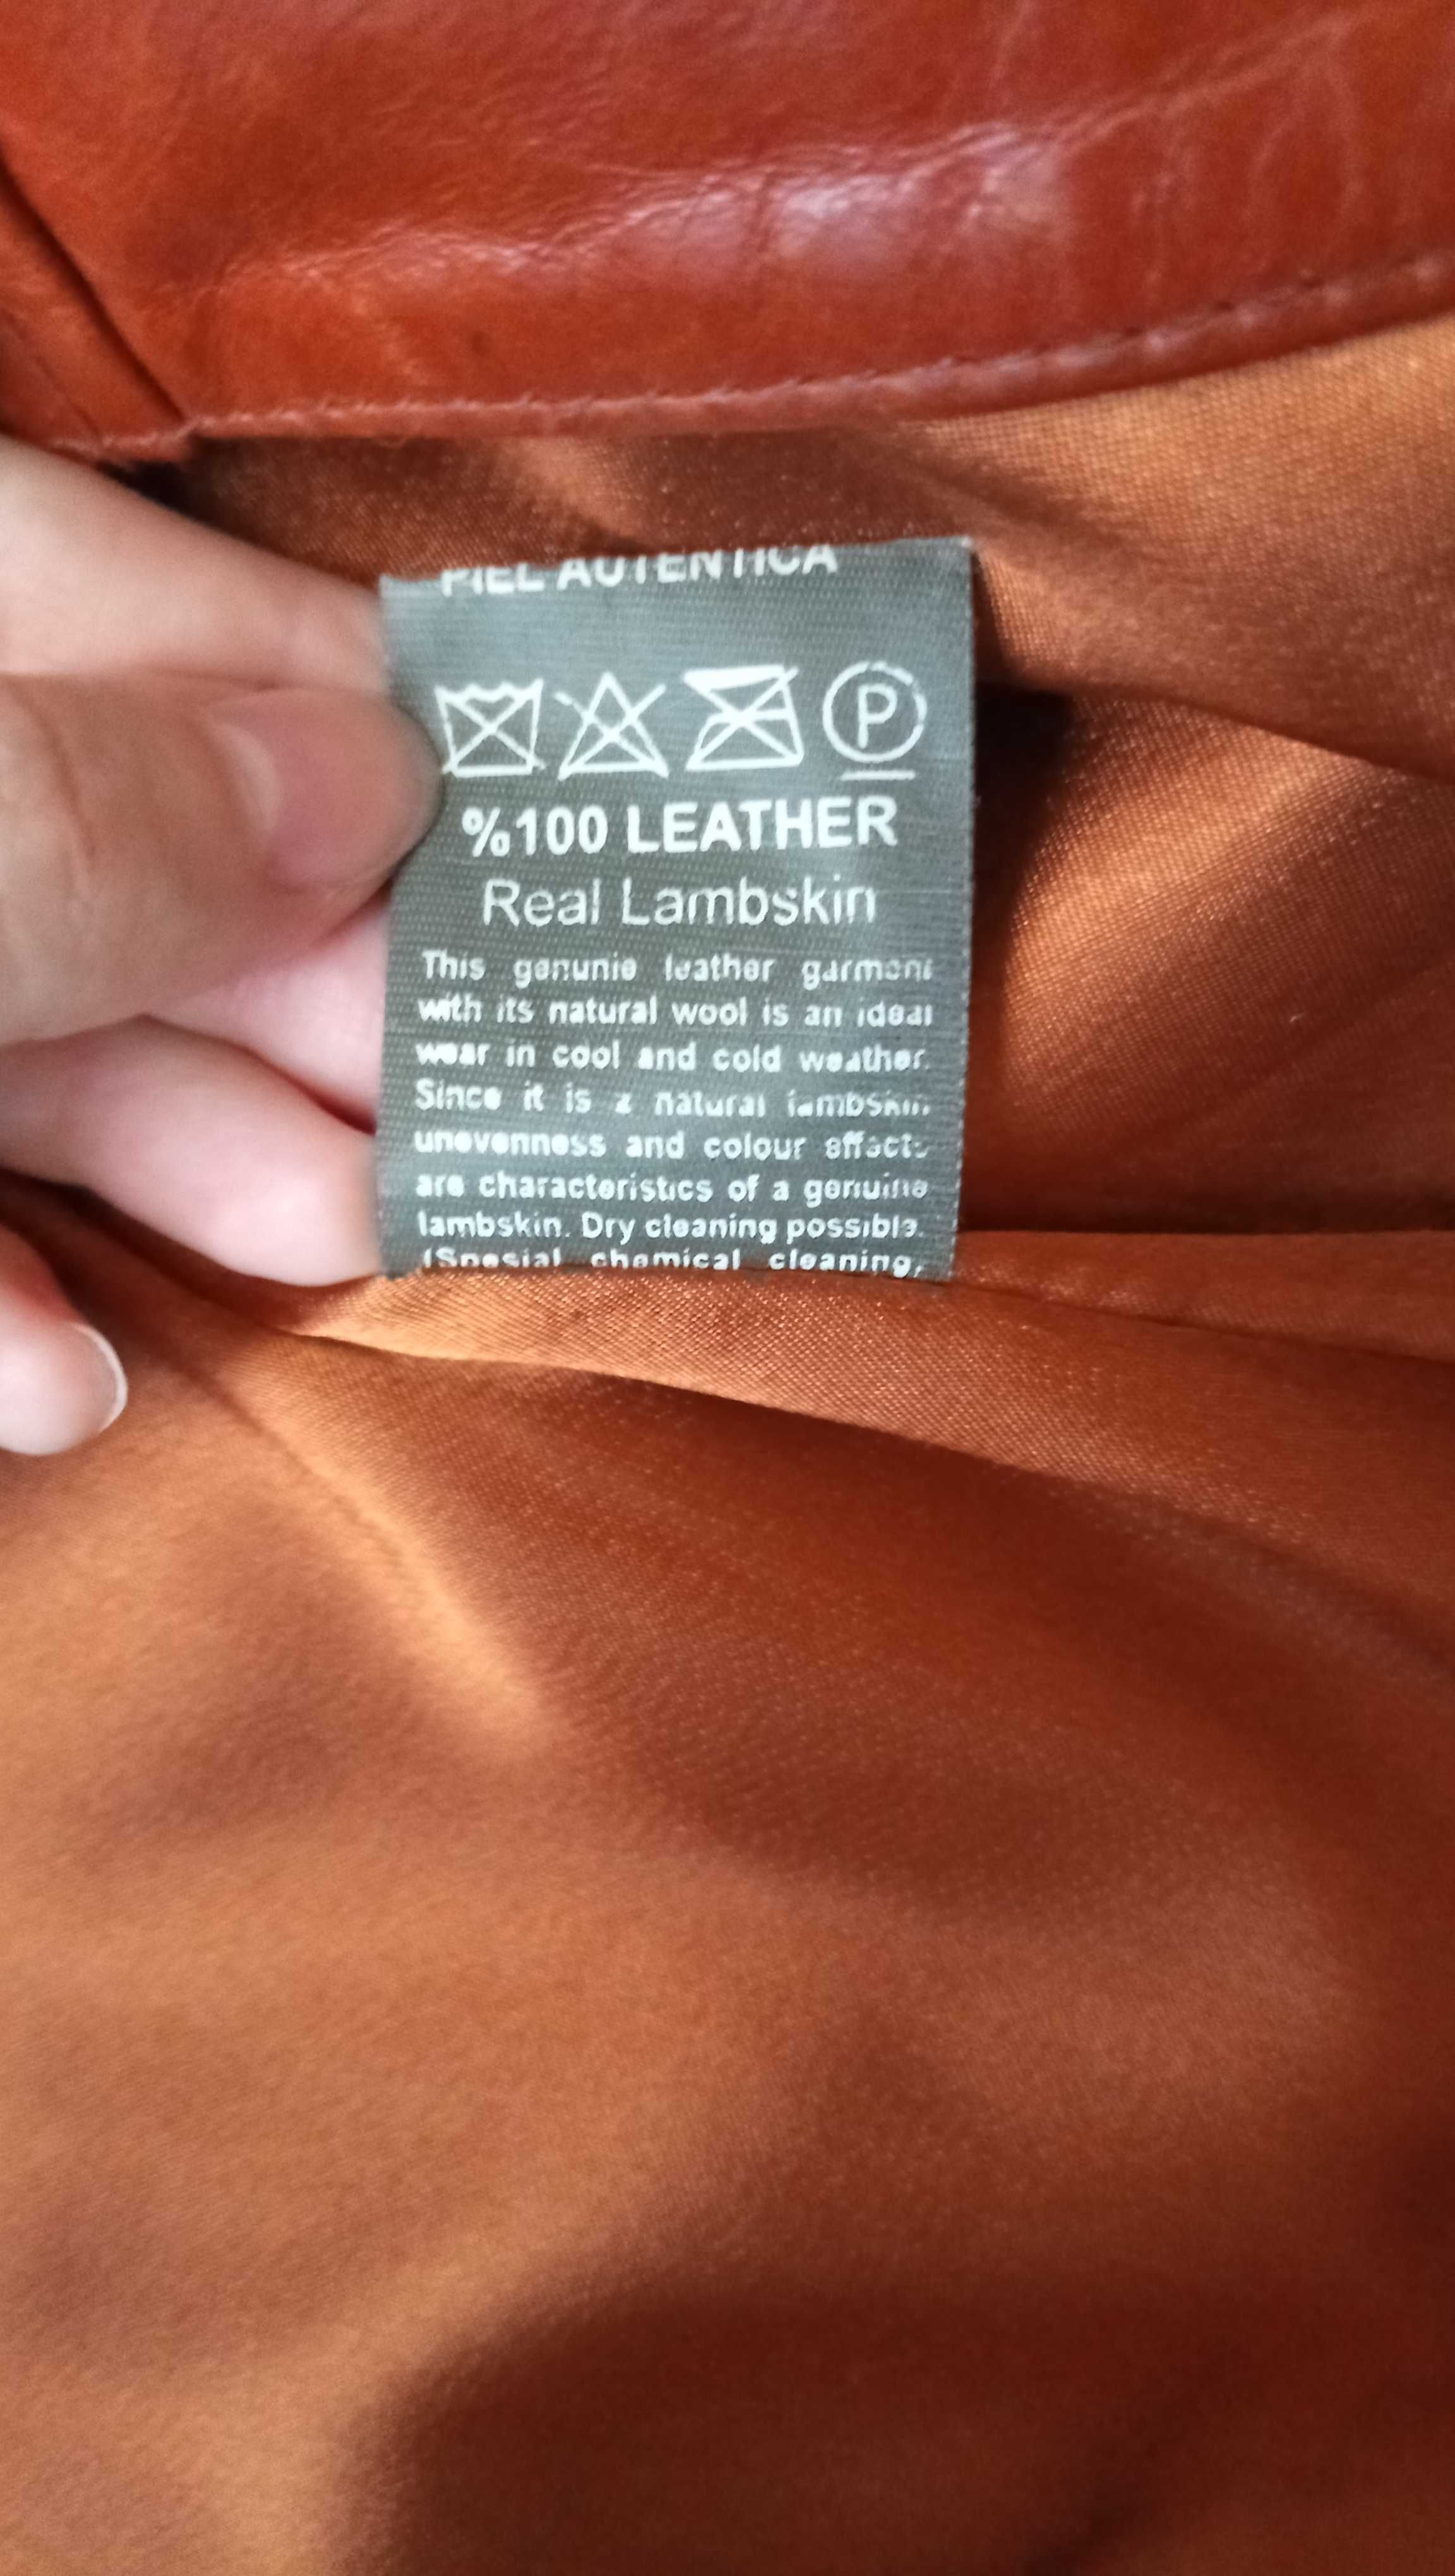 PIEL AUTENTICA
P
%100 LEATHER
Real Lambskin
This genunie leather garment
with its natural wool is an ideal
wear in cool and cold weather.
Since it is a natural lambskin,
unevenness and colour effects
are characteristics of a genuine
lambskin. Dry cleaning possible.
(Spesial chemical cleaning,